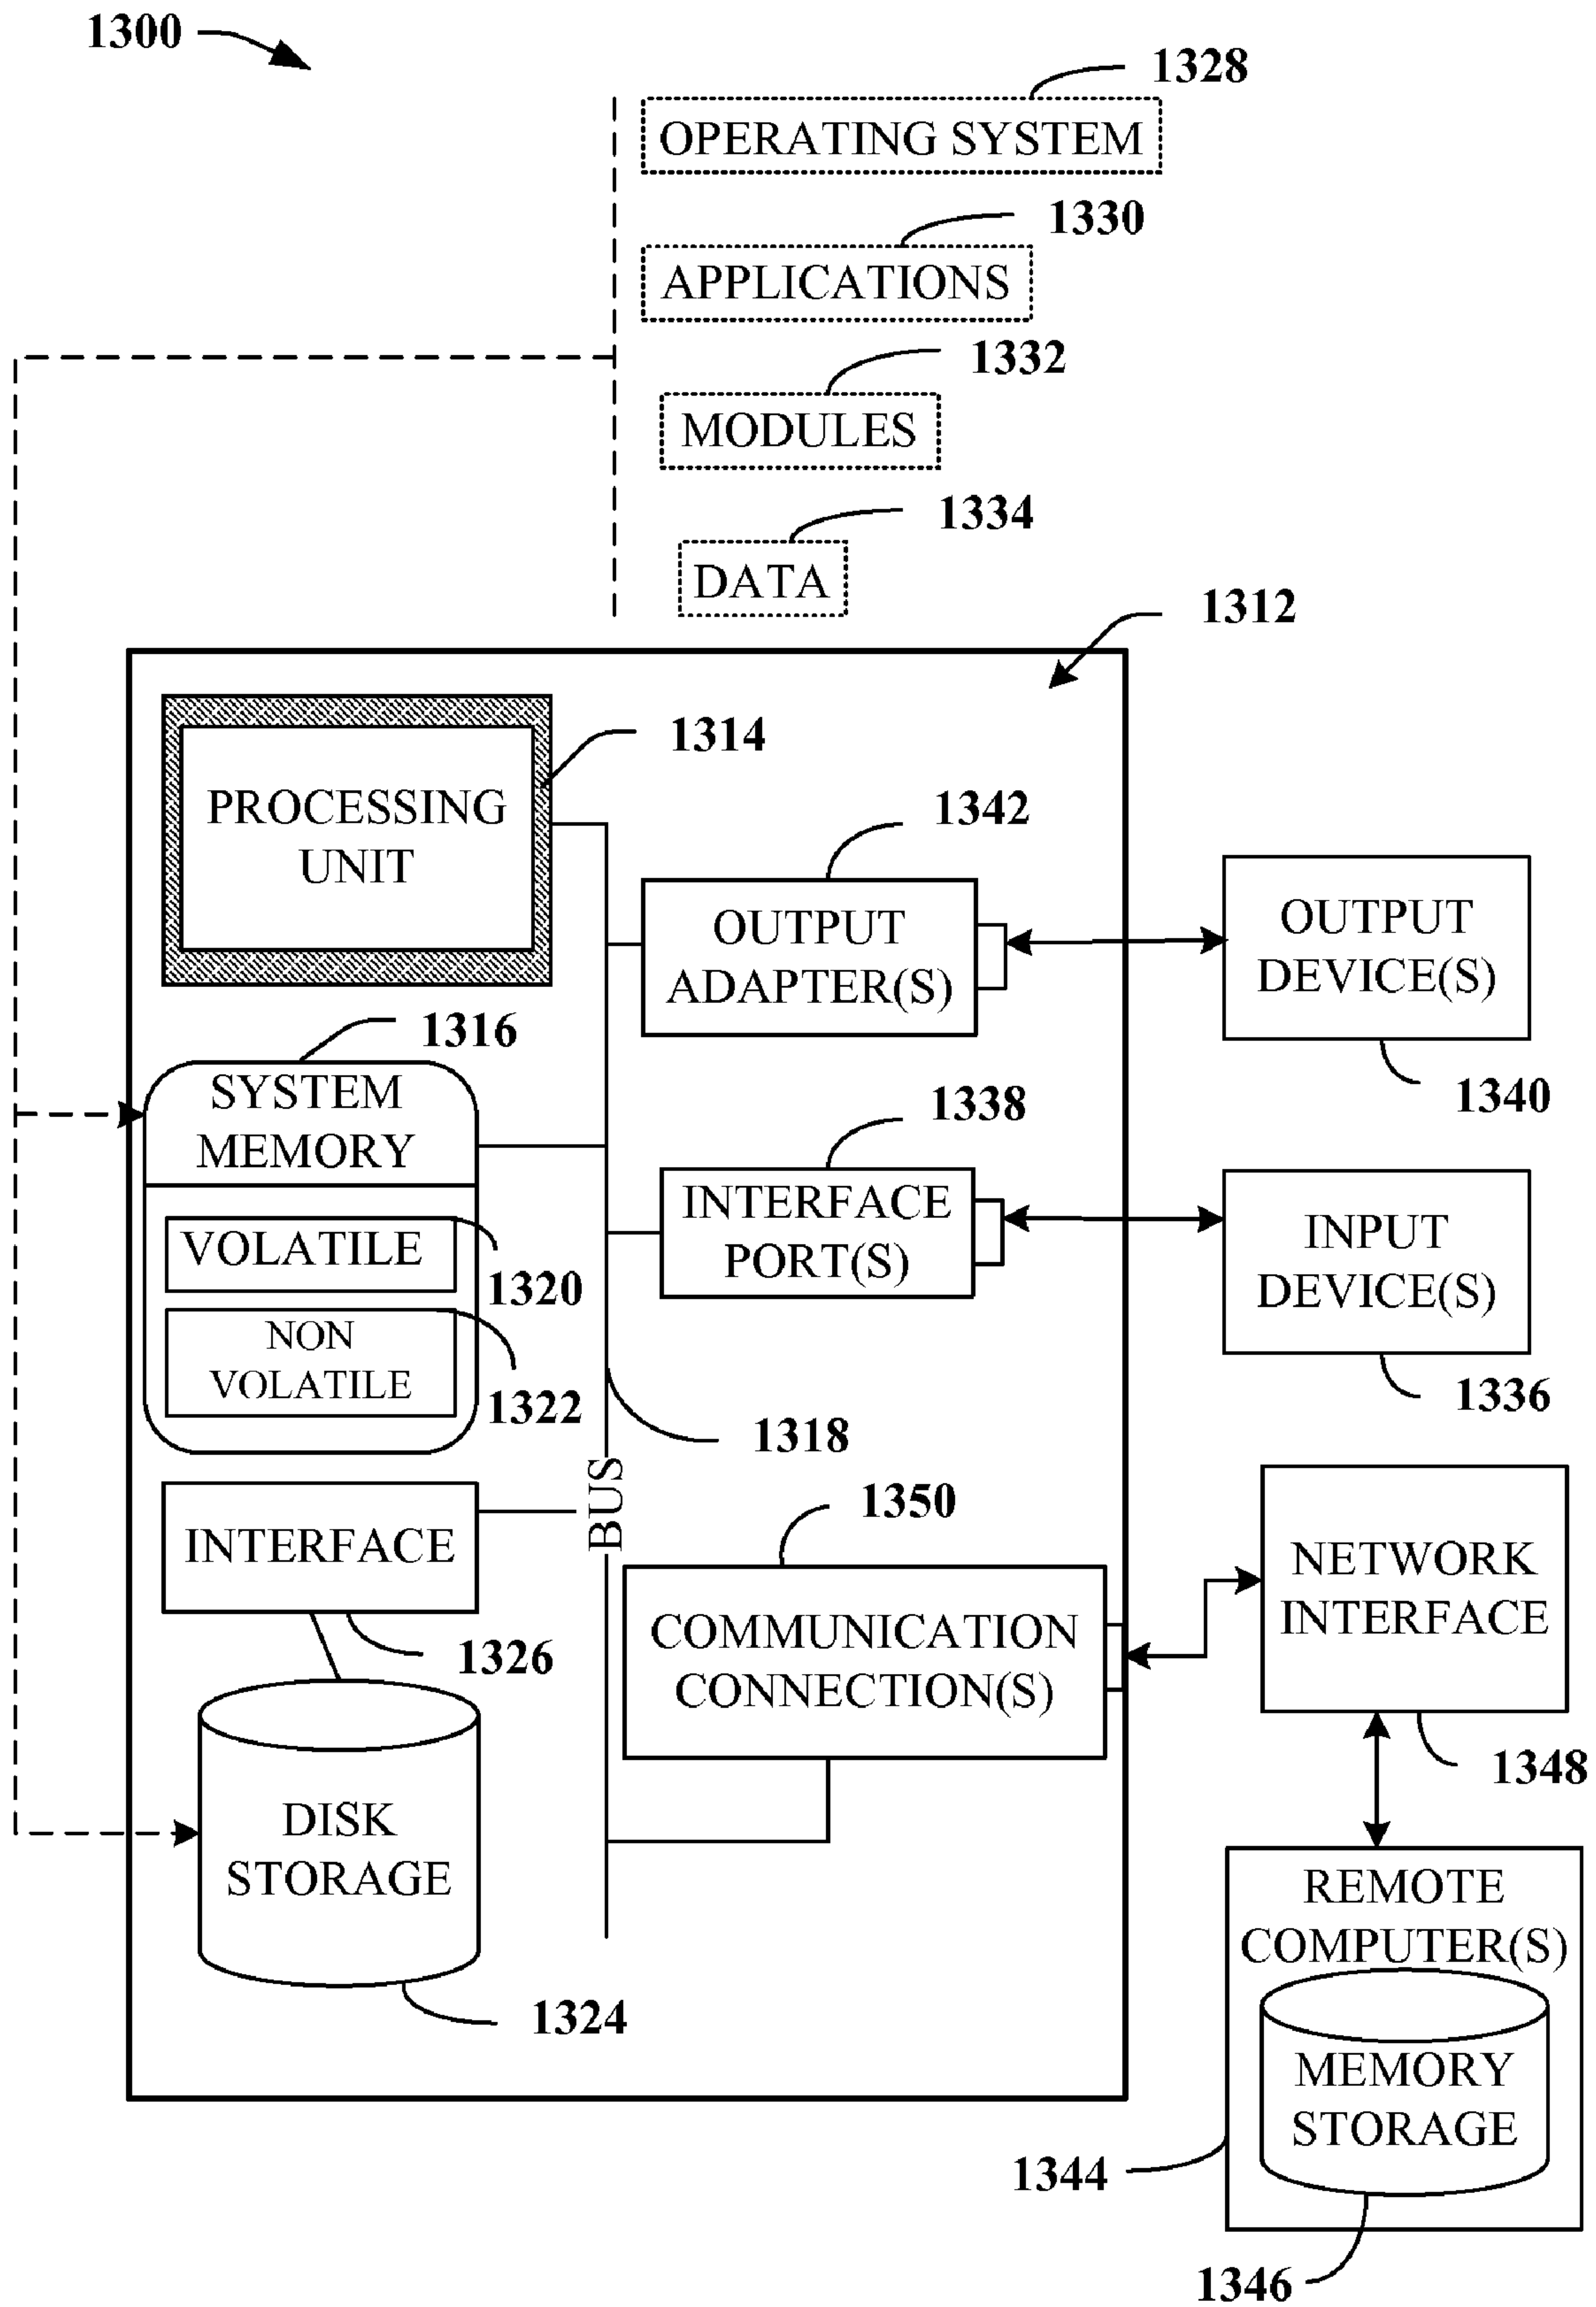 1300
1328
OPERATING SYSTEM
1330
APPLICATIONS
1332
MODULES
1334
DATA
1312
1314
PROCESSING
UNIT
1342
OUTPUT
ADAPTER(S)
OUTPUT
DEVICE(S)
1340
1316
SYSTEM
MEMORY
VOLATILE
1320
NON
VOLATILE
1322
1338
INTERFACE
PORT(S)
INPUT
DEVICE(S)
1336
1318
BUS
INTERFACE
1326
1350
COMMUNICATION
CONNECTION(S)
NETWORK
INTERFACE
1348
DISK
STORAGE
1324
REMOTE
COMPUTER(S)
MEMORY
STORAGE
1344
1346